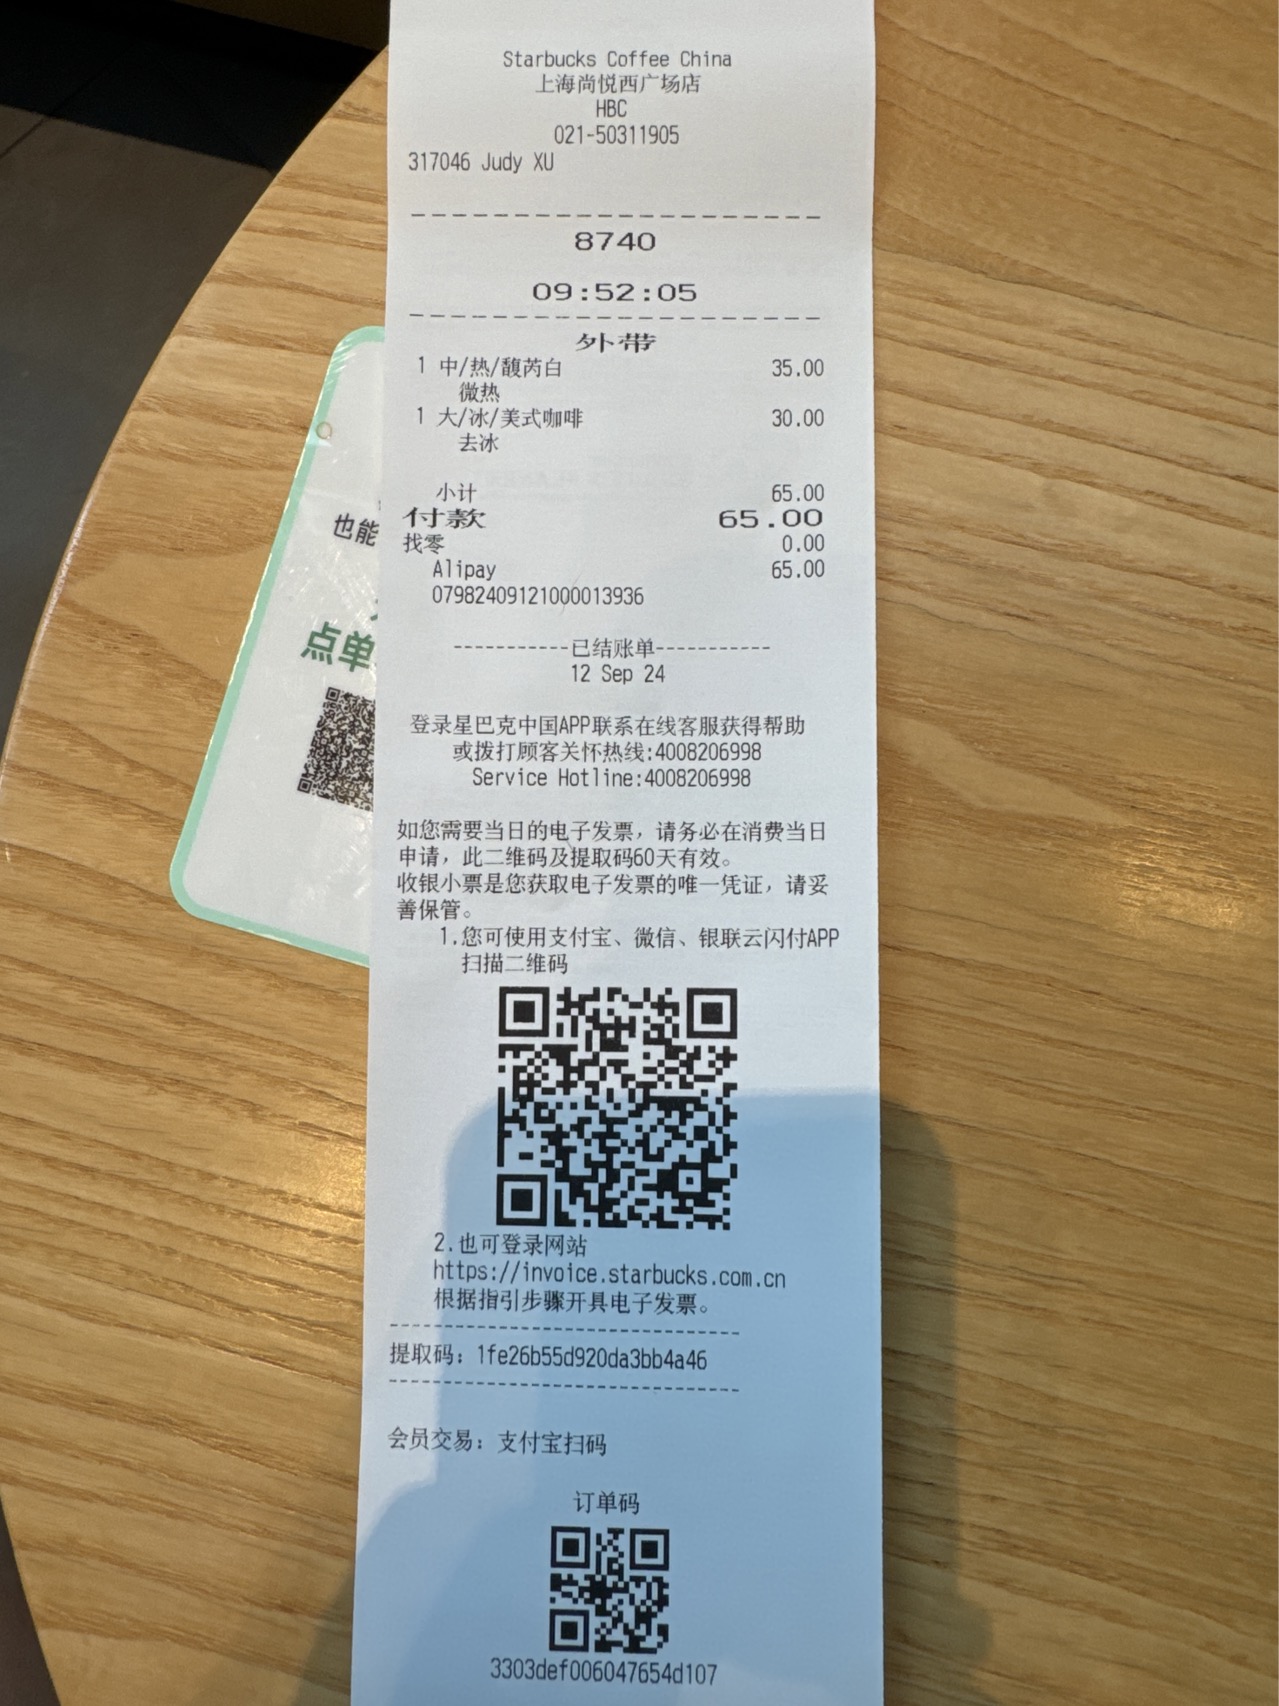 Starbucks Coffee China
上海尚悦西广场店
HBC
021-50311905
317046 Judy XU
8740
09:52:05
外带
1 中/热/馥芮白 35.00
微热
1 大/冰/美式咖啡 30.00
去冰
小计 65.00
付款 65.00
找零 0.00
Alipay 65.00
07982409121000013936
-----------已结账单-----------
12 Sep 24
登录星巴克中国APP联系在线客服获得帮助
或拨打顾客关怀热线:4008206998
Service Hotline:4008206998
如您需要当日的电子发票，请务必在消费当日
申请，此二维码及提取码60天有效。
收银小票是您获取电子发票的唯一凭证，请妥
善保管。
1.您可使用支付宝、微信、银联云闪付APP
扫描二维码
2.也可登录网站
https://invoice.starbucks.com.cn
根据指引步骤开具电子发票。
提取码：1fe26b55d920da3bb4a46
会员交易：支付宝扫码
订单码
3303def006047654d107
也能
点单